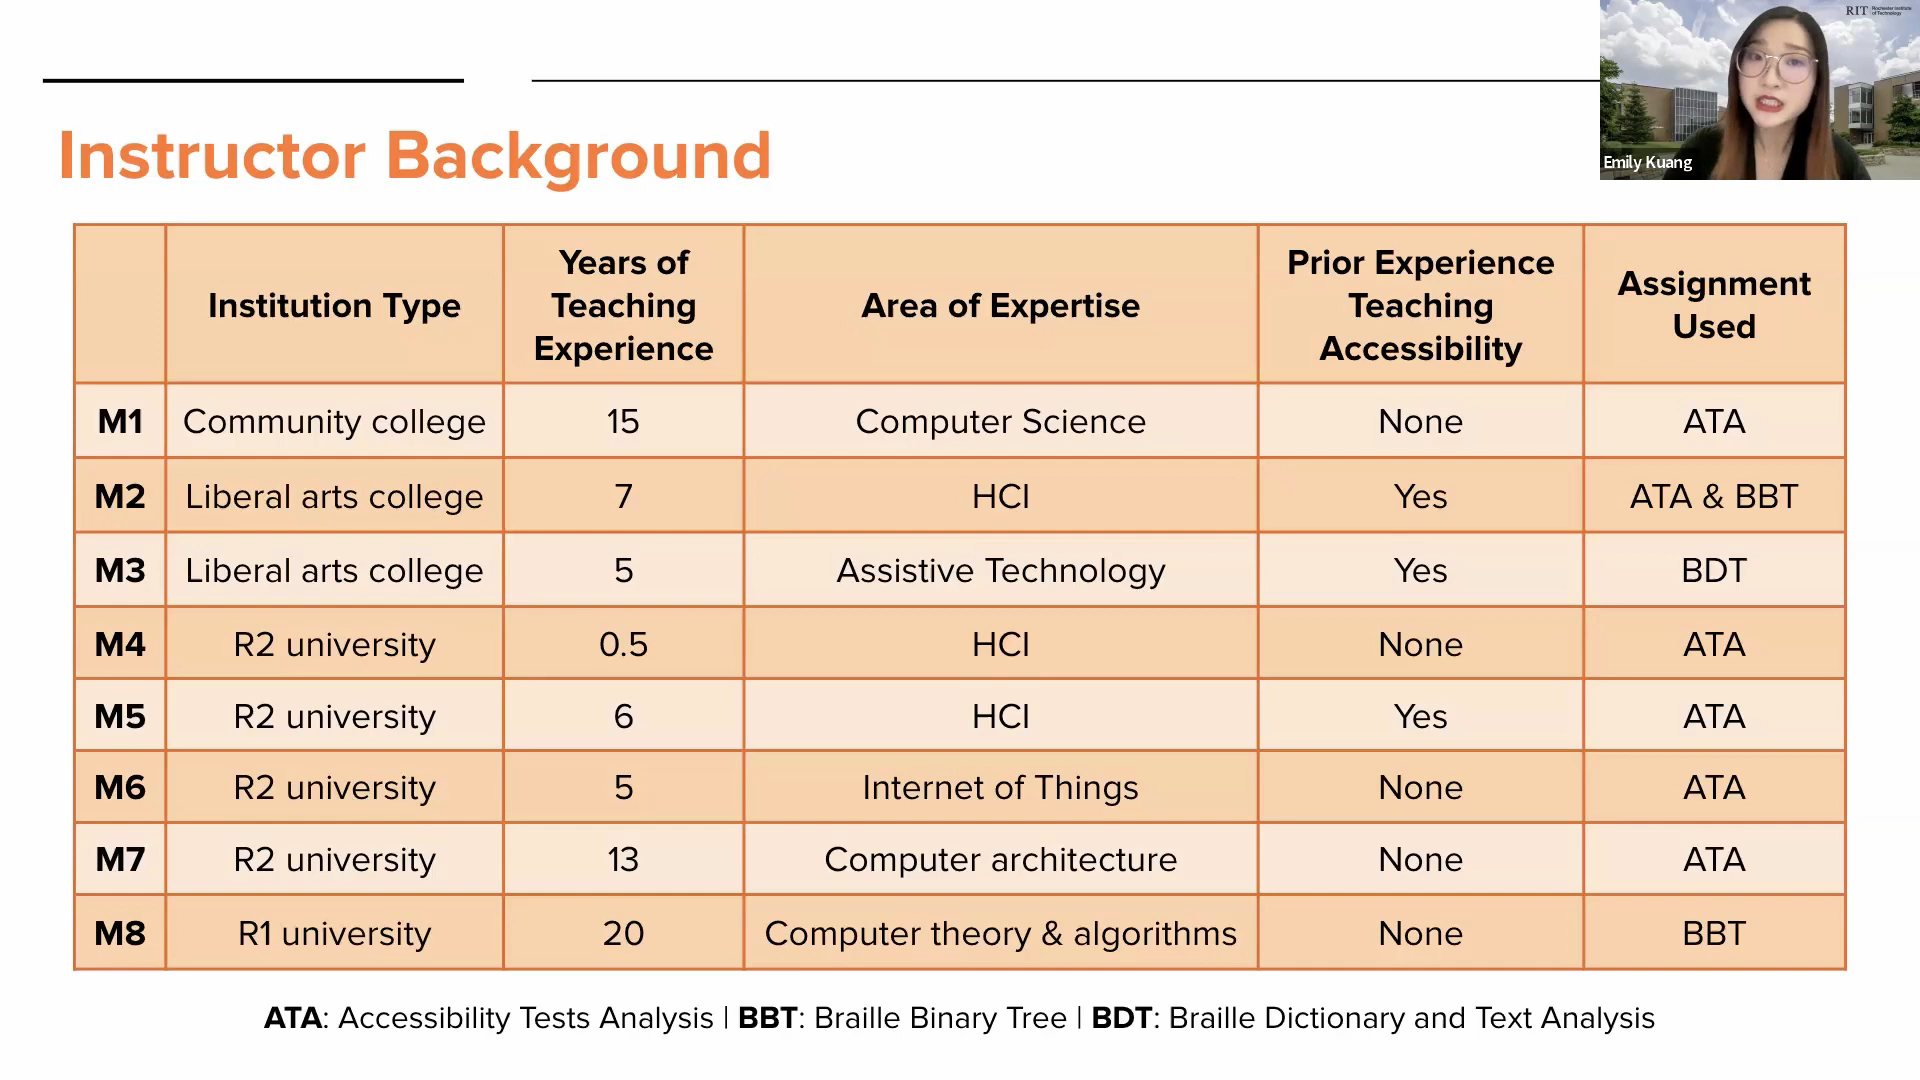 RIT Rochester Institute
of Technology
Emily Kuang
Instructor Background
Institution Type
Years of
Teaching
Experience
Area of Expertise
Prior Experience
Teaching
Accessibility
Assignment
Used
M1 Community college 15 Computer Science None ATA
M2 Liberal arts college 7 HCI Yes ATA & BBT
M3 Liberal arts college 5 Assistive Technology Yes BDT
M4 R2 university 0.5 HCI None ATA
M5 R2 university 6 HCI Yes ATA
M6 R2 university 5 Internet of Things None ATA
M7 R2 university 13 Computer architecture None ATA
M8 R1 university 20 Computer theory & algorithms None BBT
ATA: Accessibility Tests Analysis | BBT: Braille Binary Tree | BDT: Braille Dictionary and Text Analysis